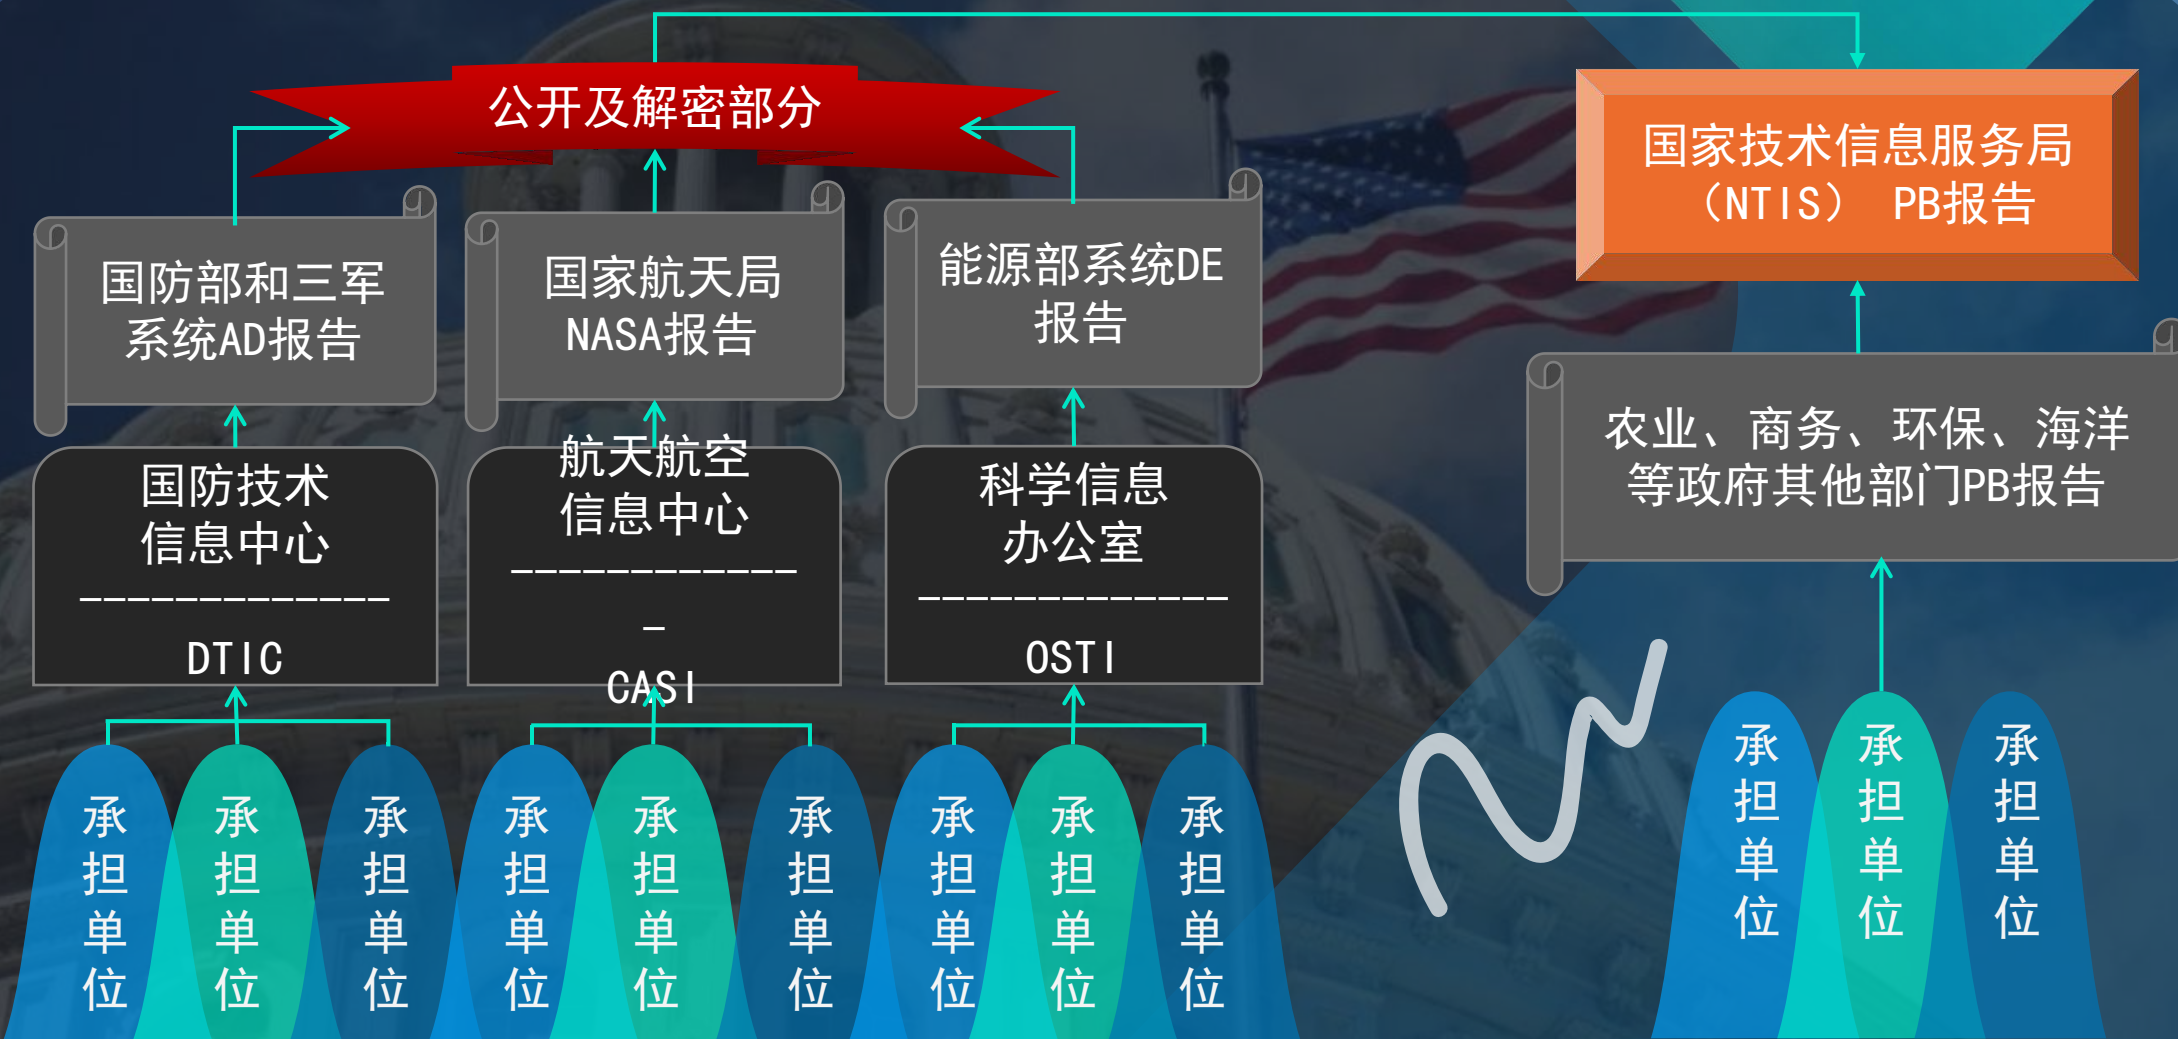 公开及解密部分
国家技术信息服务局
（NTIS） PB报告
国防部和三军
系统AD报告
国家航天局
NASA报告
能源部系统DE
报告
农业、商务、环保、海洋
等政府其他部门PB报告
国防技术
信息中心
-------------
DTIC
航天航空
信息中心
------------
-
CASI
科学信息
办公室
-------------
OSTI
承担单位
承担单位
承担单位
承担单位
承担单位
承担单位
承担单位
承担单位
承担单位
承担单位
承担单位
承担单位